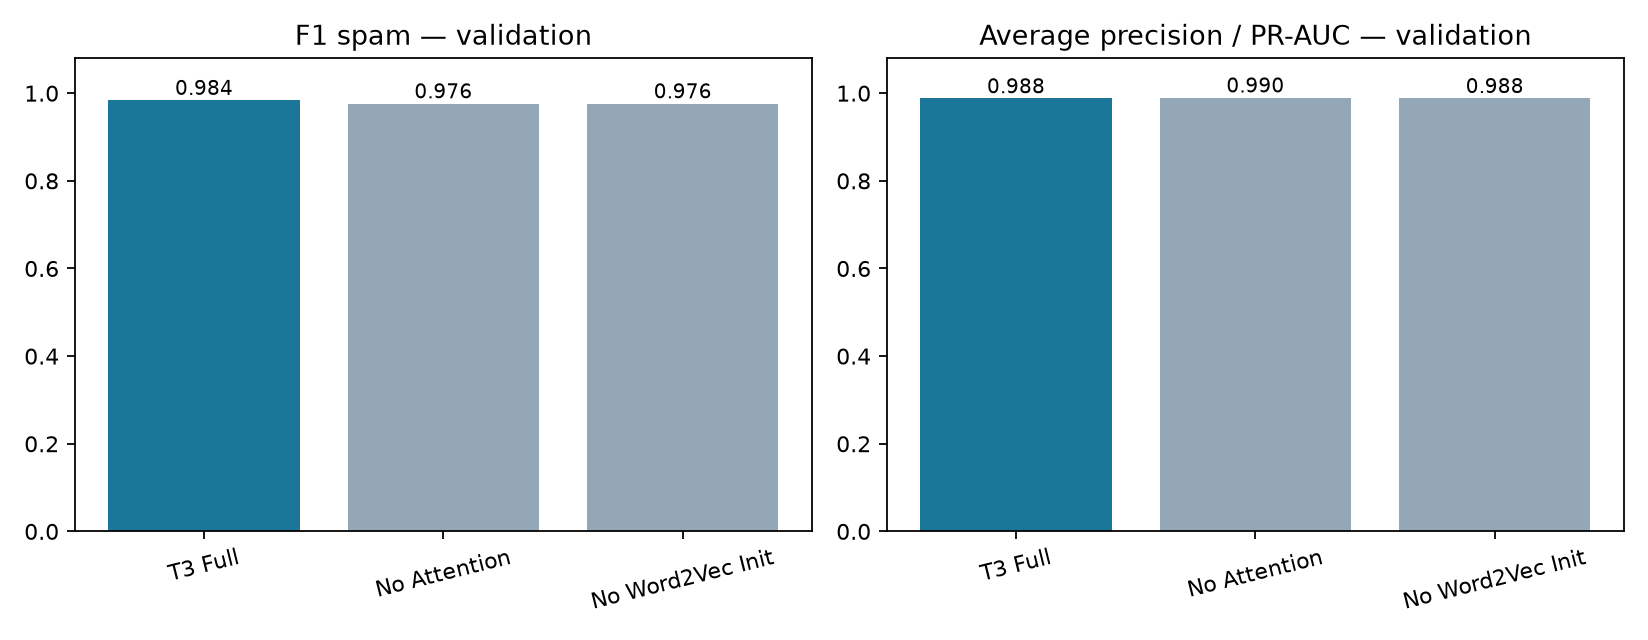 F1 spam — validation
0.984
0.976
0.976
1.0
0.8
0.6
0.4
0.2
0.0
T3 Full
No Attention
No Word2Vec Init
Average precision / PR-AUC — validation
0.988
0.990
0.988
1.0
0.8
0.6
0.4
0.2
0.0
T3 Full
No Attention
No Word2Vec Init